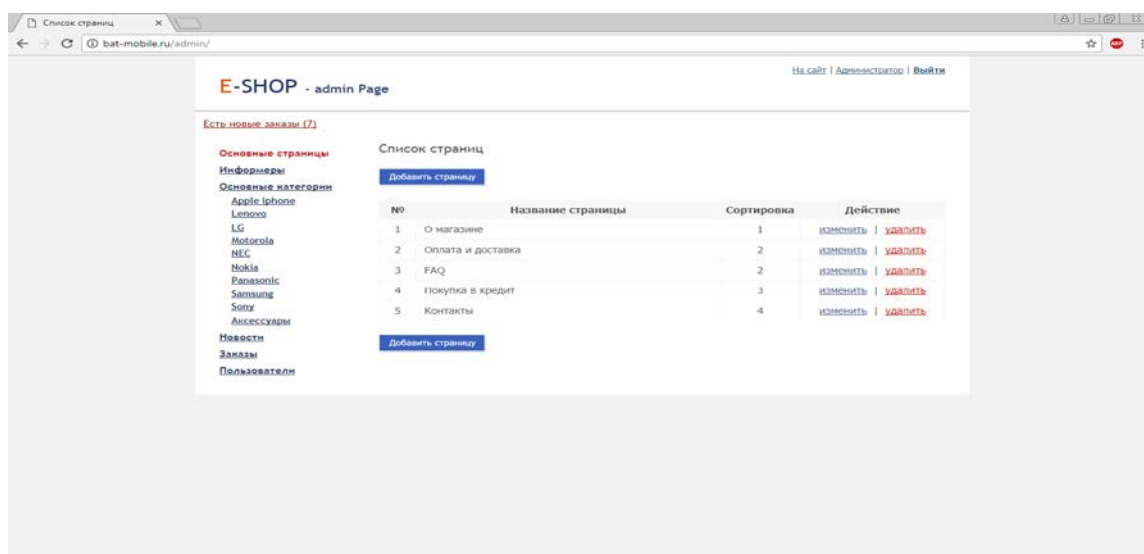 Список страниц
bat-mobile.ru/admin/
ABP
E-SHOP - admin Page
На сайт | Администратор | Выйти
Есть новые заказы (7)
Основные страницы
Информеры
Основные категории
Apple iphone
Lenovo
LG
Motorola
NEC
Nokia
Panasonic
Samsung
Sony
Аксессуары
Новости
Заказы
Пользователи
Список страниц
Добавить страницу
№ Название страницы Сортировка Действие
1 О магазине 1 изменить | удалить
2 Оплата и доставка 2 изменить | удалить
3 FAQ 2 изменить | удалить
4 Покупка в кредит 3 изменить | удалить
5 Контакты 4 изменить | удалить
Добавить страницу